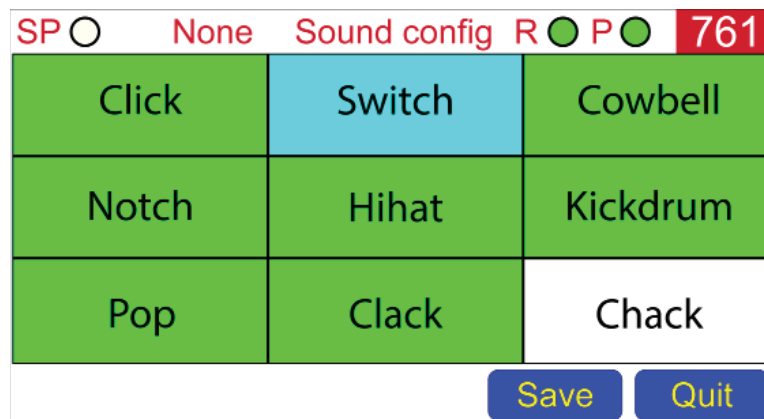 SP None Sound config R P 761
Click Switch Cowbell
Notch Hihat Kickdrum
Pop Clack Chack
Save Quit